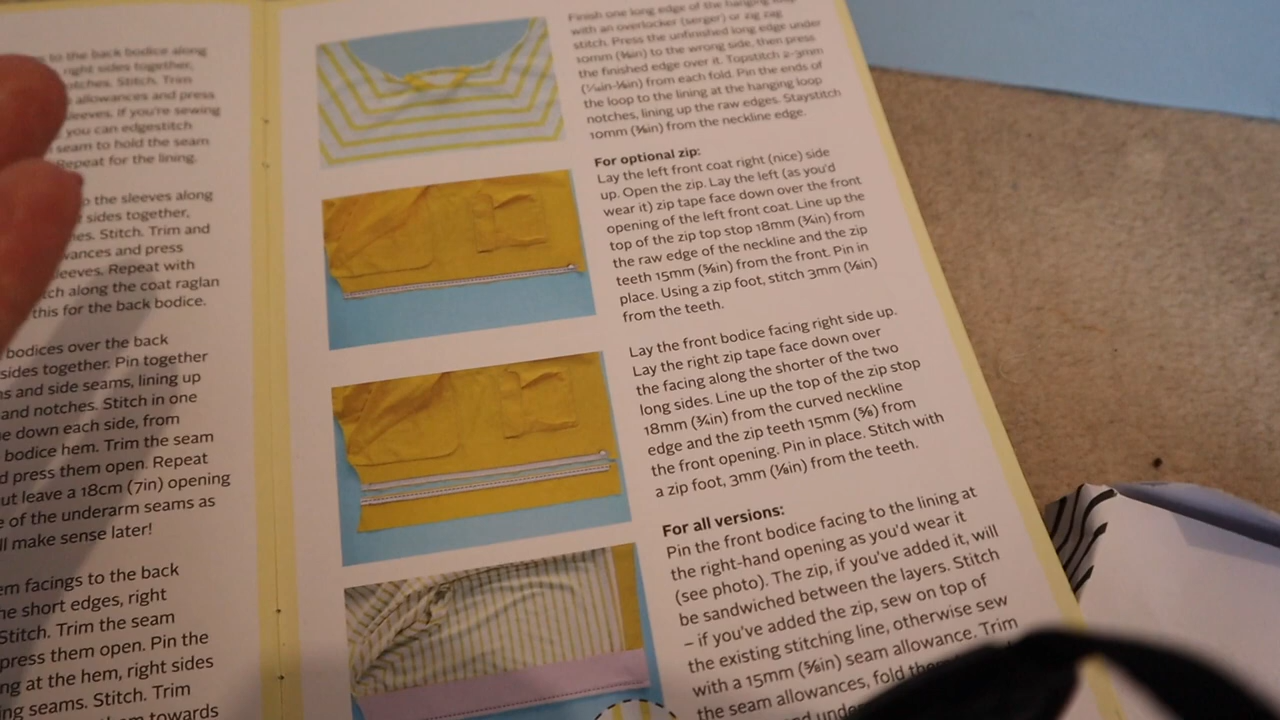 to the back bodice along
right sides together,
Stitch. Trim
allowances and press
If you're sewing
you can edgestitch
seam to hold the seam
Repeat for the lining.
the sleeves along
sides together,
Stitch. Trim and
and press
Repeat with
along the coat raglan
this for the back bodice.
bodices over the back
sides together. Pin together
and side seams, lining up
and notches. Stitch in one
down each side, from
bodice hem. Trim the seam
press them open. Repeat
leave a 18cm (7in) opening
of the underarm seams as
make sense later!
facings to the back
short edges, right
Stitch. Trim the seam
press them open. Pin the
at the hem, right sides
seams. Stitch. Trim
towards
Finish one long edge of the hanging
with an overlocker (serger) or zig zag
stitch. Press the unfinished long edge under
10mm (⅜in) to the wrong side, then press
the finished edge over it. Topstitch 2-3mm
from each fold. Pin the ends of
the loop to the lining at the hanging loop
notches, lining up the raw edges. Staystitch
10mm (⅜in) from the neckline edge.
For optional zip:
Lay the left front coat right (nice) side
up. Open the zip. Lay the left (as you'd
wear it) zip tape face down over the front
opening of the left front coat. Line up the
top of the zip top stop 18mm (¾in) from
the raw edge of the neckline and the zip
teeth 15mm (⅝in) from the front. Pin in
place. Using a zip foot, stitch 3mm (⅛in)
from the teeth.
Lay the front bodice facing right side up.
Lay the right zip tape face down over
the facing along the shorter of the two
long sides. Line up the top of the zip stop
18mm (¾in) from the curved neckline
edge and the zip teeth 15mm (⅝) from
the front opening. Pin in place. Stitch with
a zip foot, 3mm (⅛in) from the teeth.
For all versions:
Pin the front bodice facing to the lining at
the right-hand opening as you'd wear it
(see photo). The zip, if you've added it, will
be sandwiched between the layers. Stitch
– if you've added the zip, sew on top of
the existing stitching line, otherwise sew
with a 15mm (⅝in) seam allowance. Trim
the seam allowances, fold